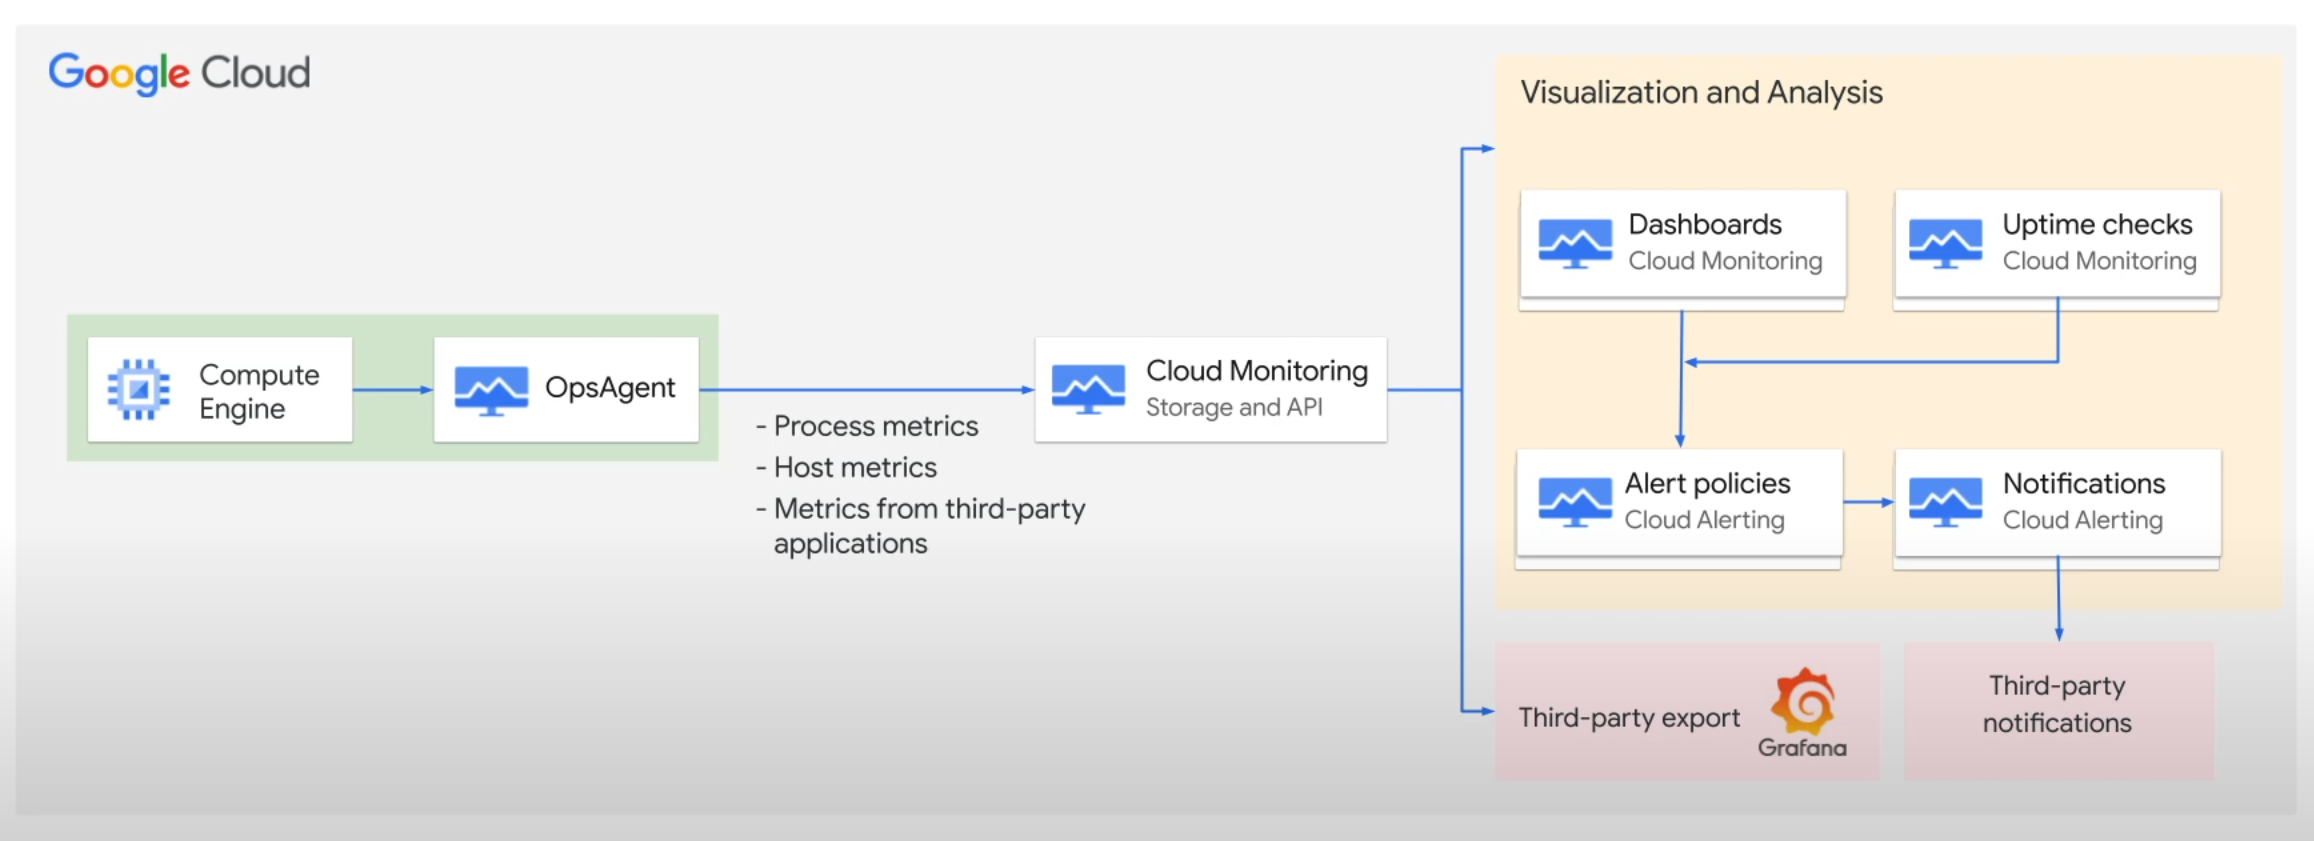 Google Cloud
Visualization and Analysis
Dashboards
Cloud Monitoring
Uptime checks
Cloud Monitoring
Compute
Engine
OpsAgent
- Process metrics
- Host metrics
- Metrics from third-party
applications
Cloud Monitoring
Storage and API
Alert policies
Cloud Alerting
Notifications
Cloud Alerting
Third-party export
Grafana
Third-party
notifications